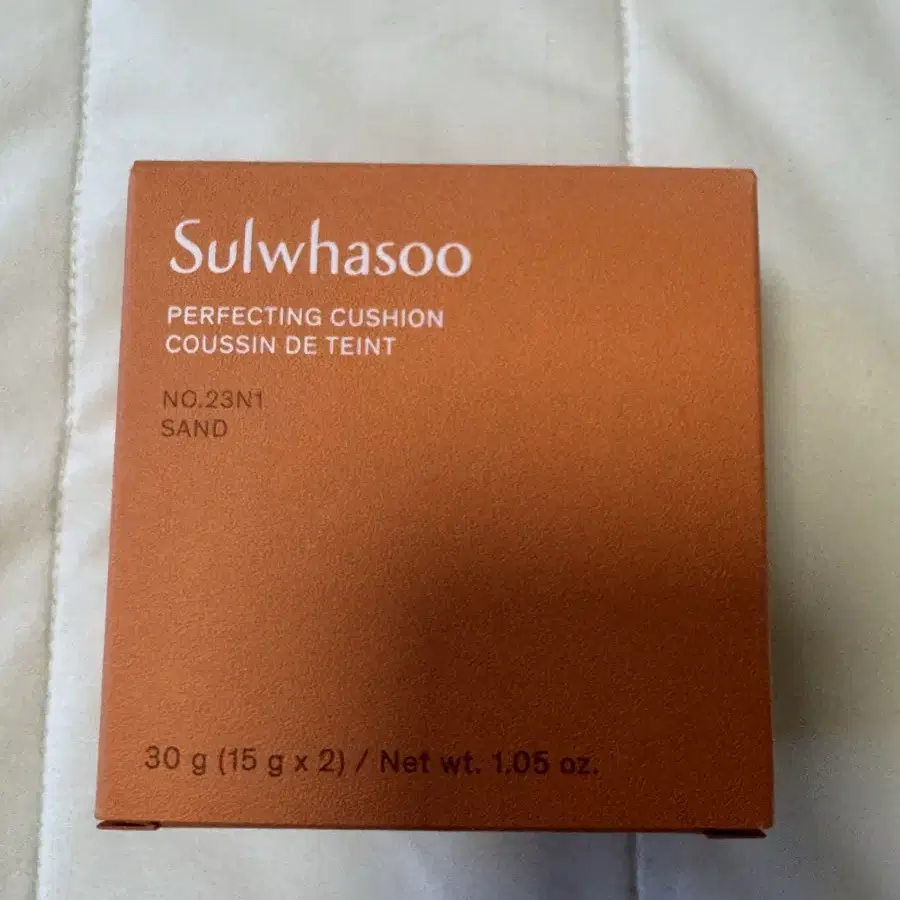 Sulwhasoo
PERFECTING CUSHION
COUSSIN DE TEINT
NO.23N1
SAND
30 g (15 g x 2) / Net wt. 1.05 oz.